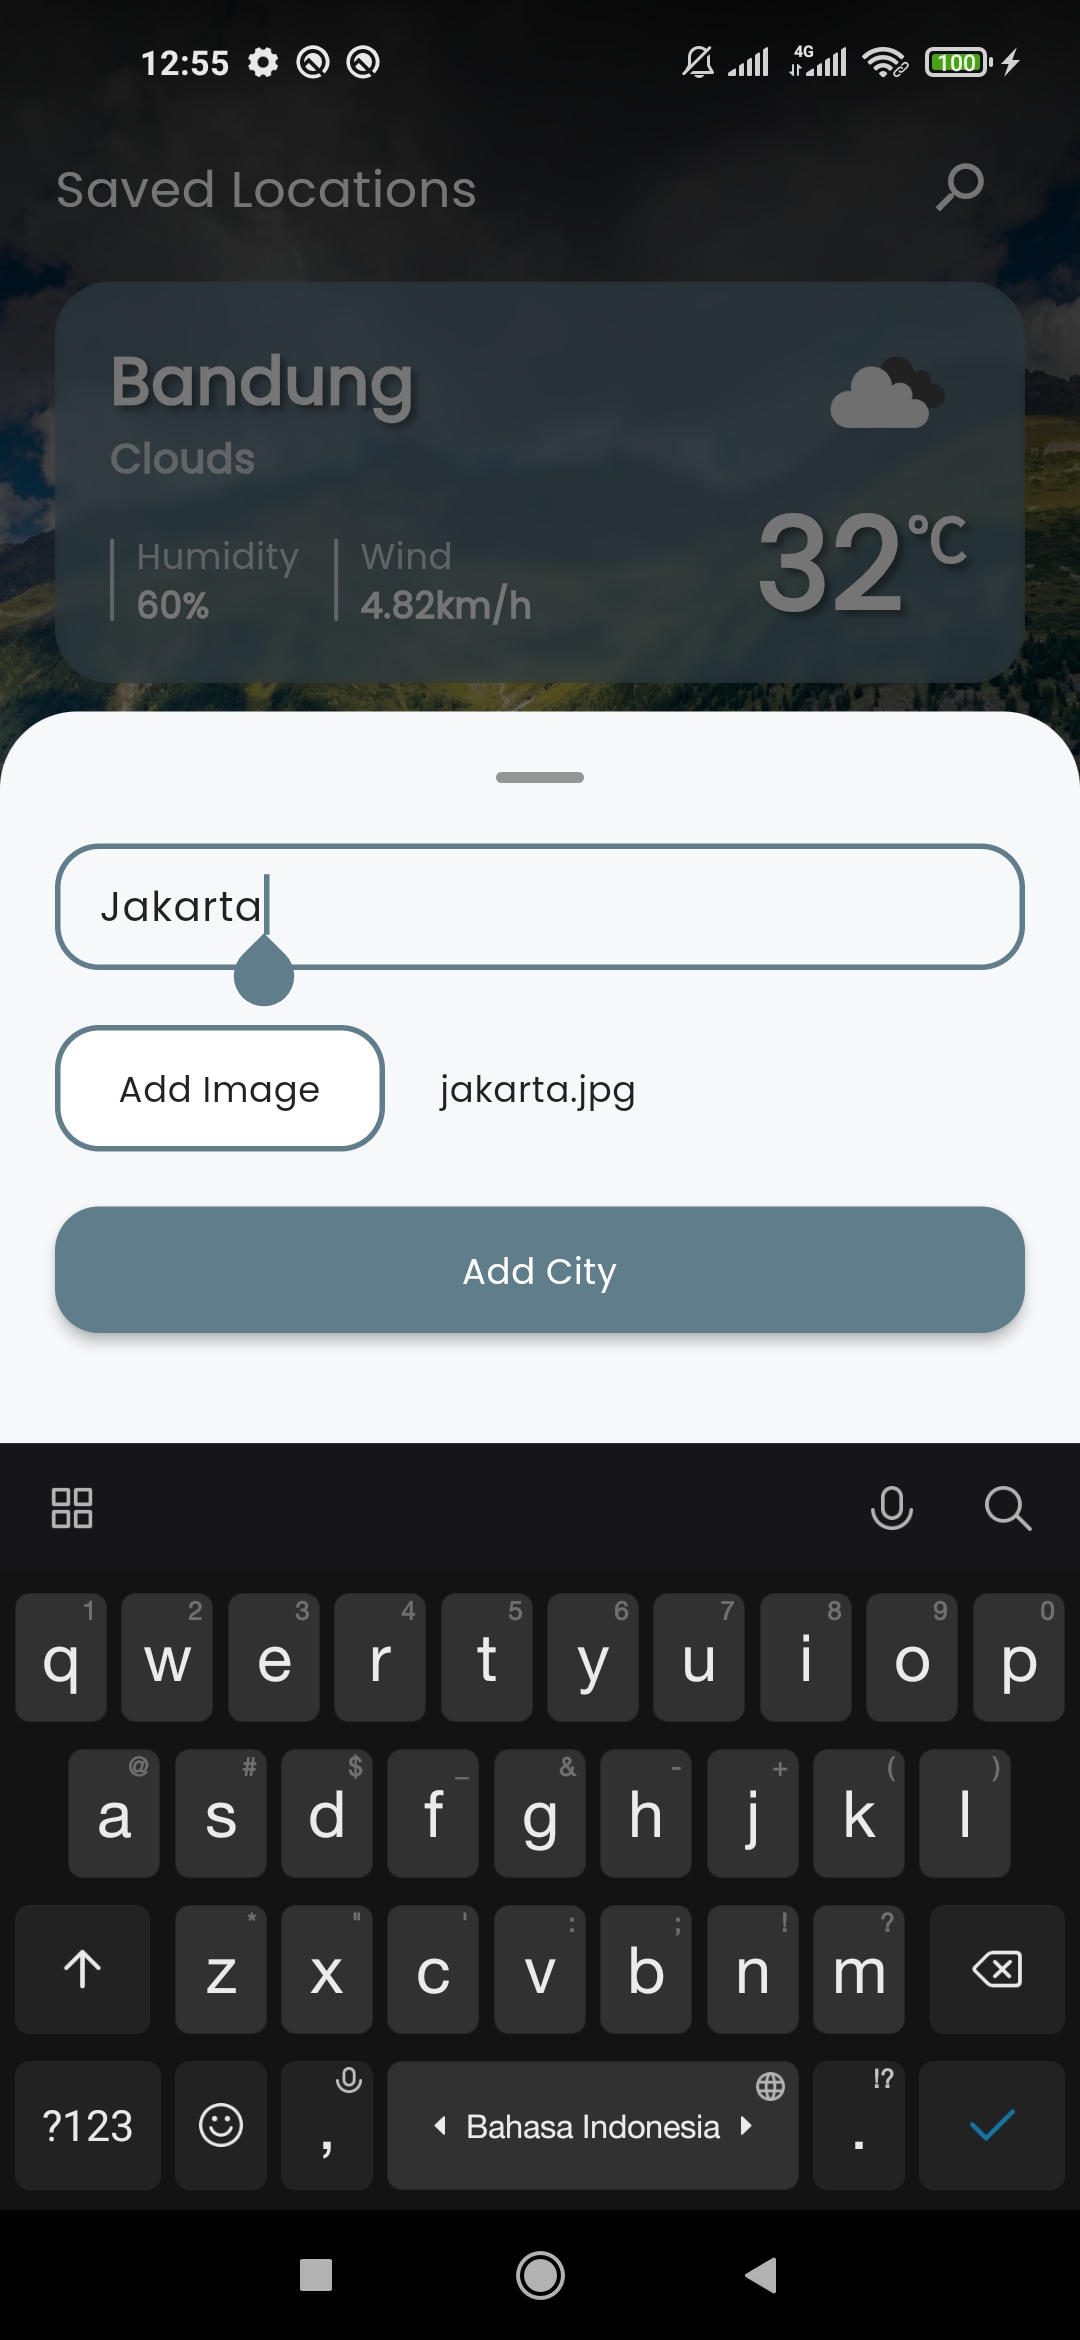 12:55
4G
100
Saved Locations
Bandung
Clouds
Humidity
60%
Wind
4.82km/h
32°C
Jakarta
Add Image
jakarta.jpg
Add City
1 2 3 4 5 6 7 8 9 0
q w e r t y u i o p
@ # $ _ & - + ( )
a s d f g h j k l
* " ' : ; ! ?
z x c v b n m
!?
?123 , Bahasa Indonesia .